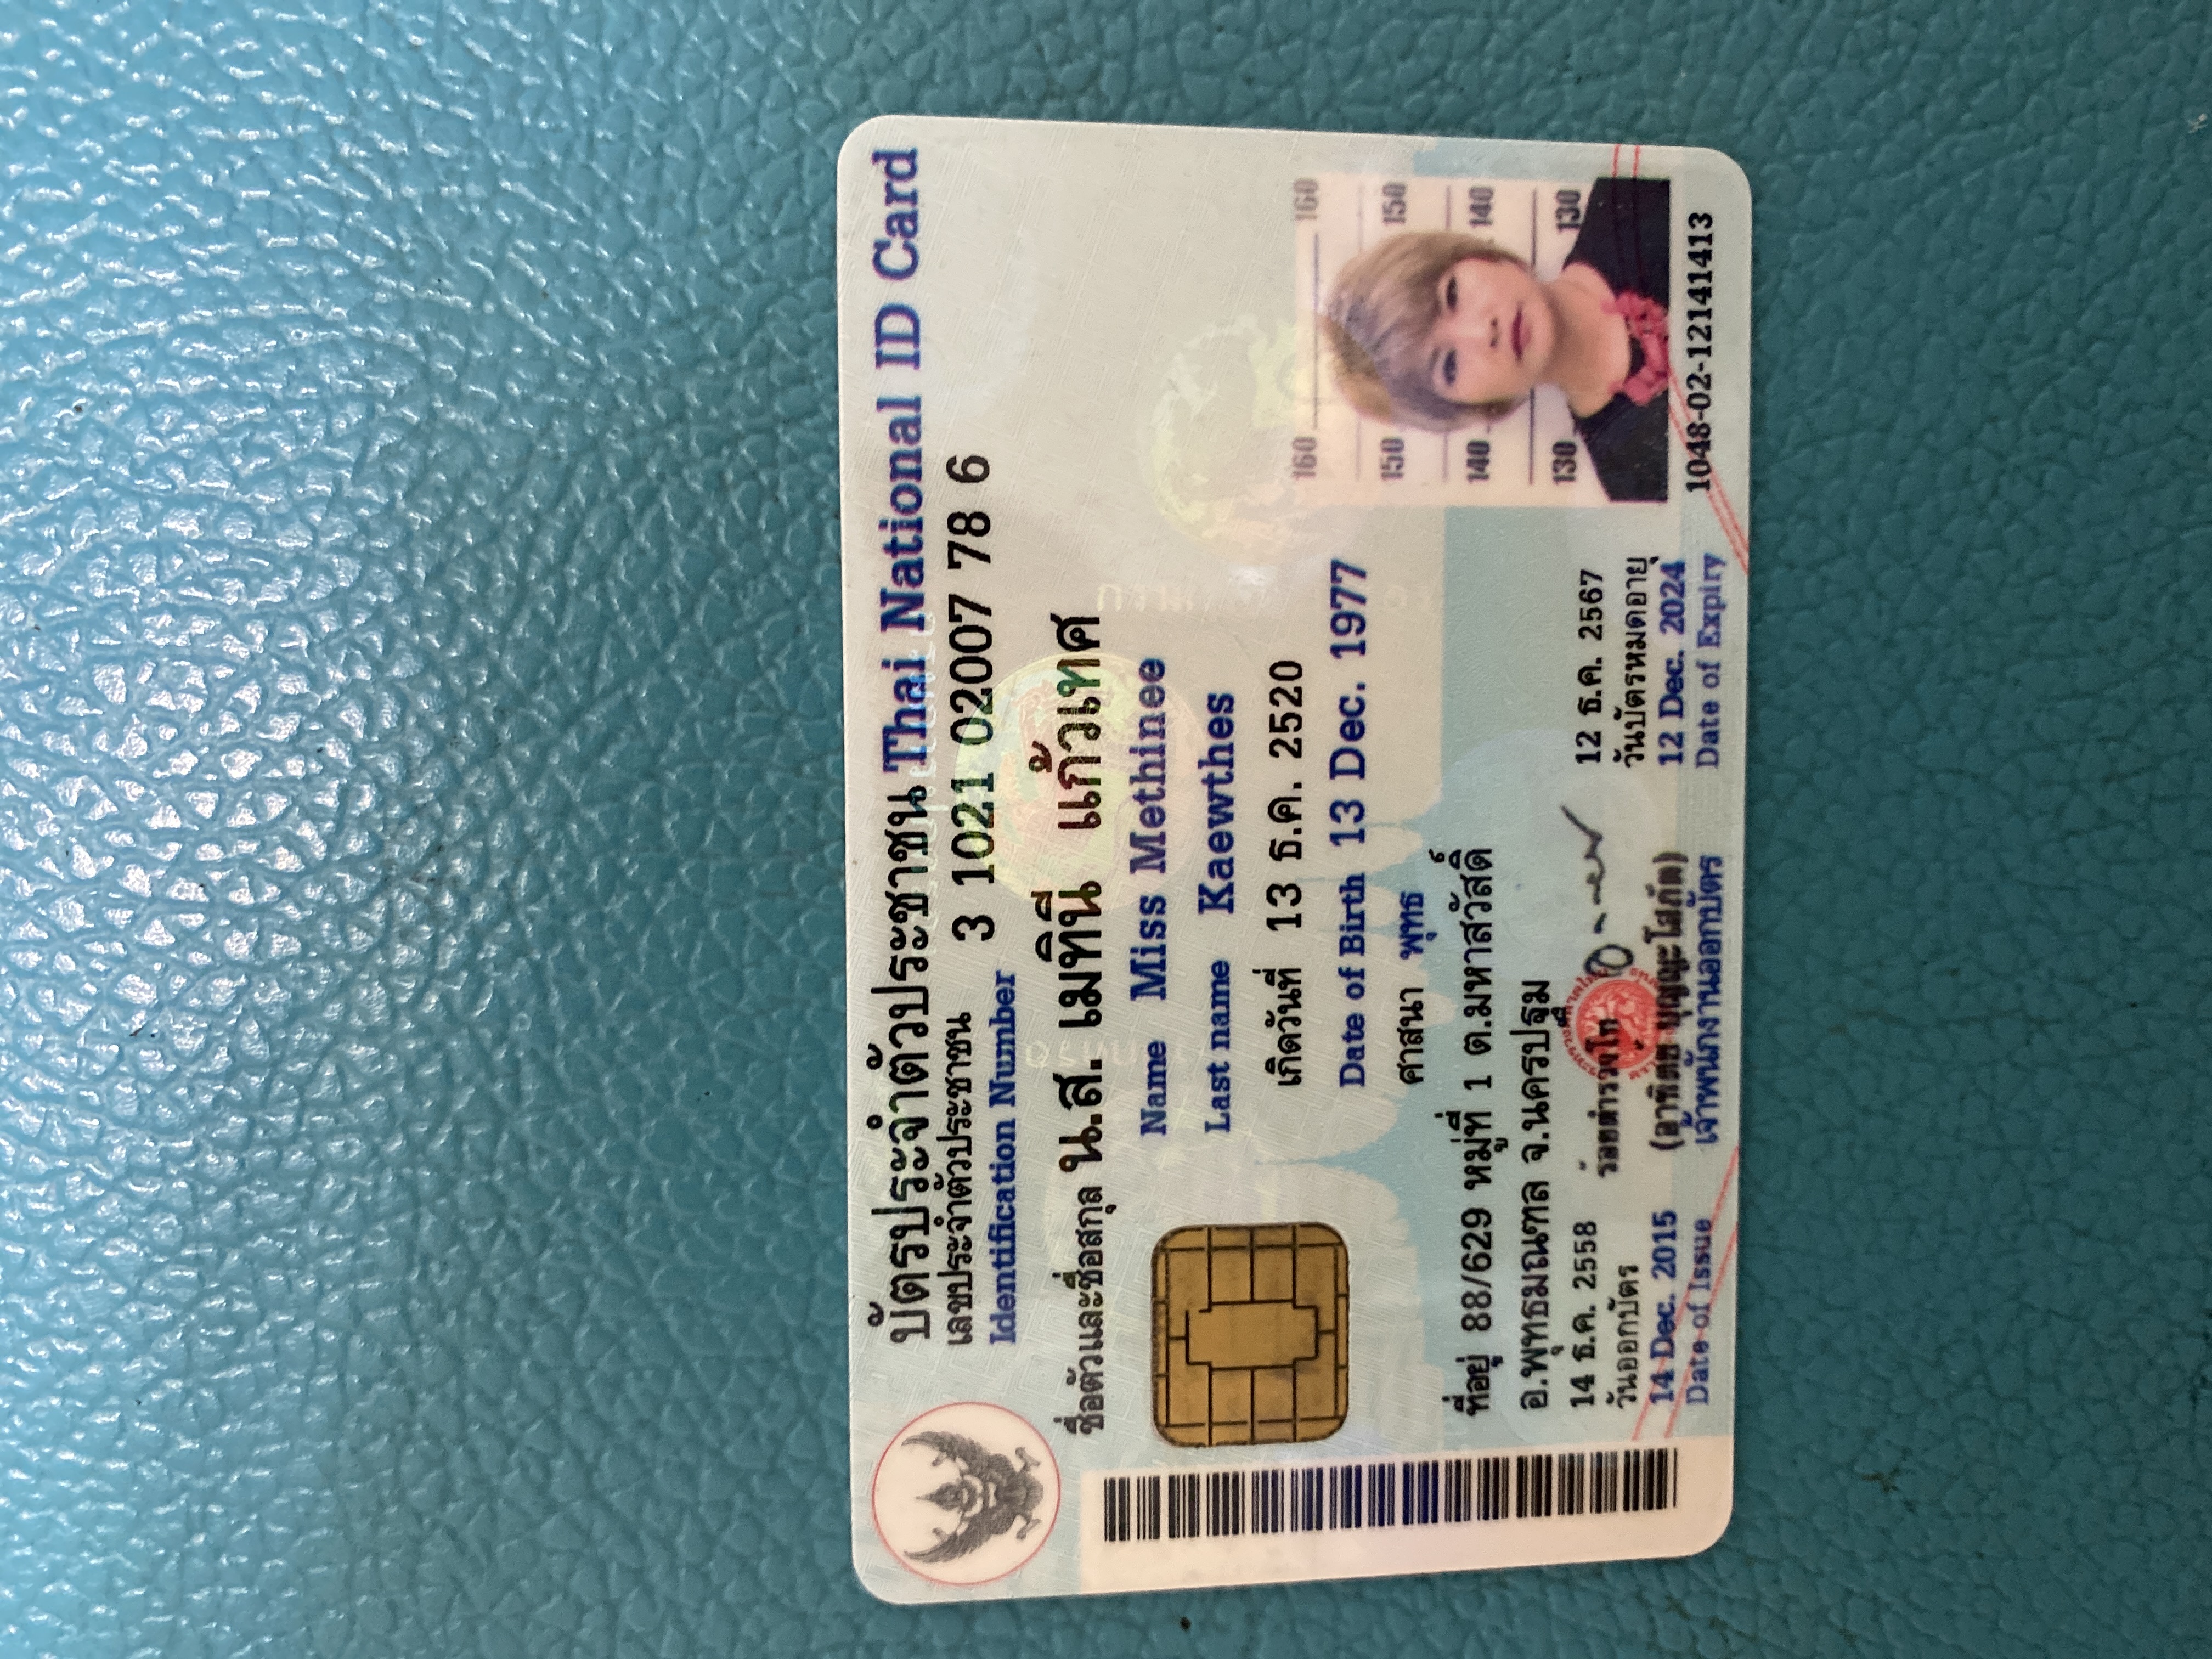 บัตรประจำตัวประชาชน Thai National ID Card
เลขประจำตัวประชาชน 3 1021 02007 78 6
Identification Number
ชื่อตัวและชื่อสกุล น.ส. เมทินี แก้วเทศ
Name Miss Methinee
Last name Kaewthes
เกิดวันที่ 13 ธ.ค. 2520
Date of Birth 13 Dec. 1977
ศาสนา พุทธ
ที่อยู่ 88/629 หมู่ที่ 1 ต.มหาสวัสดิ์
อ.พุทธมณฑล จ.นครปฐม
14 ธ.ค. 2558
วันออกบัตร
14 Dec. 2015
Date of Issue
ร้อยตำรวจโท
(อาทิตย์ บุญญะโสภัต)
เจ้าพนักงานออกบัตร
12 ธ.ค. 2567
วันบัตรหมดอายุ
12 Dec. 2024
Date of Expiry
160 160
150 150
140 140
130 130
1048-02-12141413